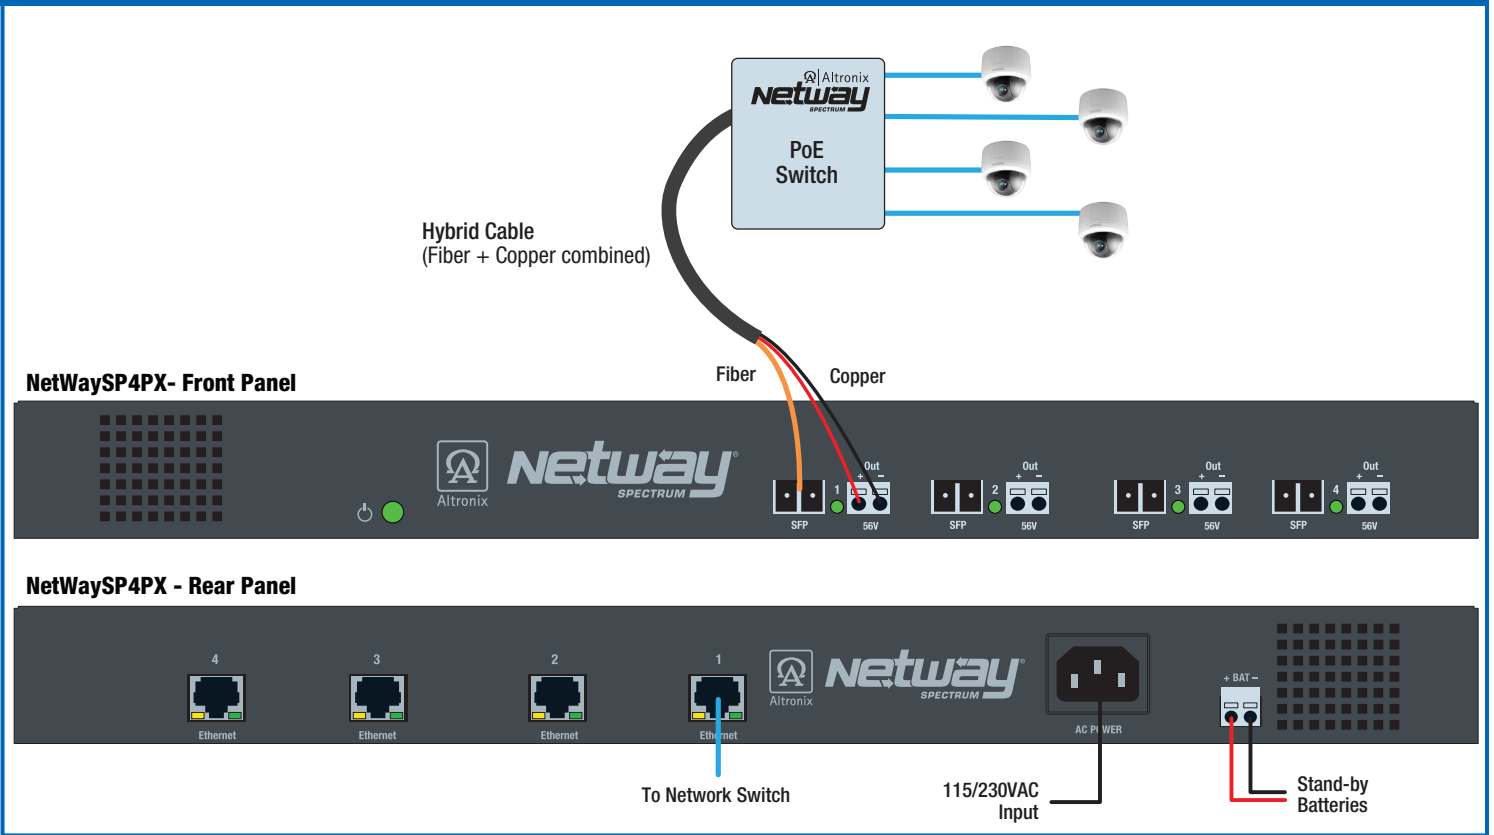 Altronix
Netway
SPECTRUM
PoE
Switch
Hybrid Cable
(Fiber + Copper combined)
Fiber
Copper
NetWaySP4PX- Front Panel
Altronix
Netway®
SPECTRUM
SFP
1
Out
+ −
56V
SFP
2
Out
+ −
56V
SFP
3
Out
+ −
56V
SFP
4
Out
+ −
56V
NetWaySP4PX - Rear Panel
4
Ethernet
3
Ethernet
2
Ethernet
1
Ethernet
Altronix
Netway®
SPECTRUM
AC POWER
+ BAT −
To Network Switch
115/230VAC
Input
Stand-by
Batteries